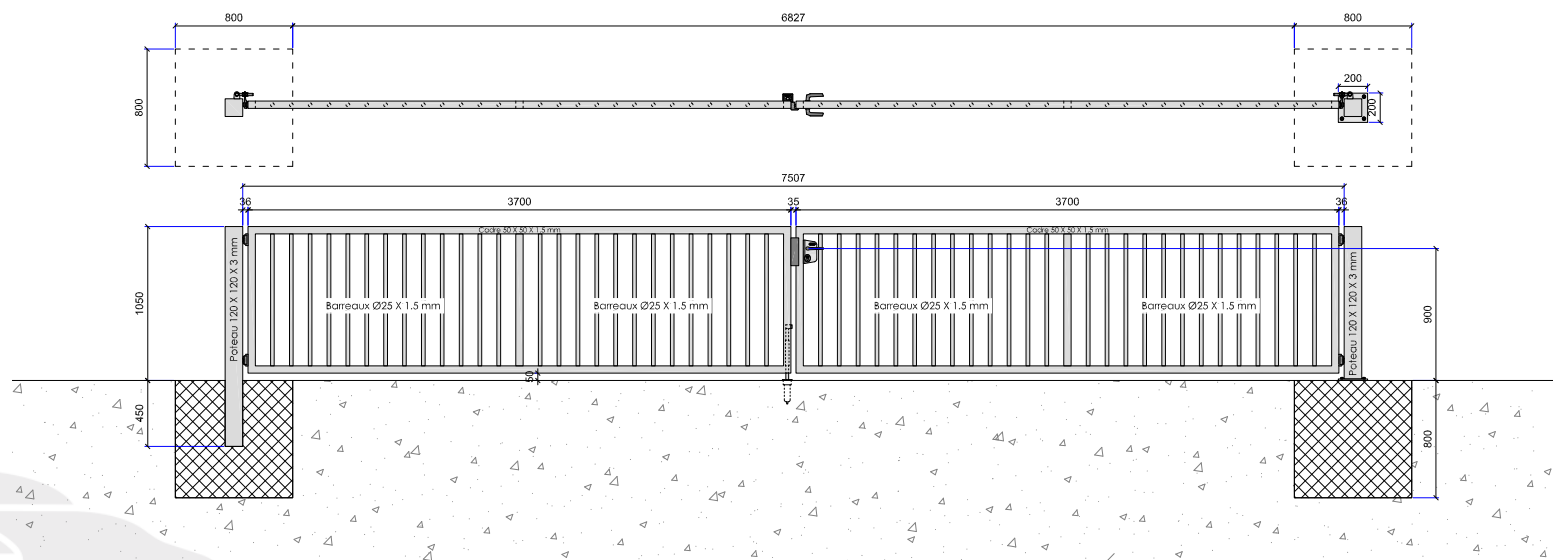 800
6827
800
800
200
200
7507
36
3700
35
3700
36
Cadre 50 X 50 X 1.5 mm
Cadre 50 X 50 X 1.5 mm
1050
Poteau 120 X 120 X 3 mm
Barreaux Ø25 X 1.5 mm
Barreaux Ø25 X 1.5 mm
Barreaux Ø25 X 1.5 mm
Barreaux Ø25 X 1.5 mm
Poteau 120 X 120 X 3 mm
900
50
450
800